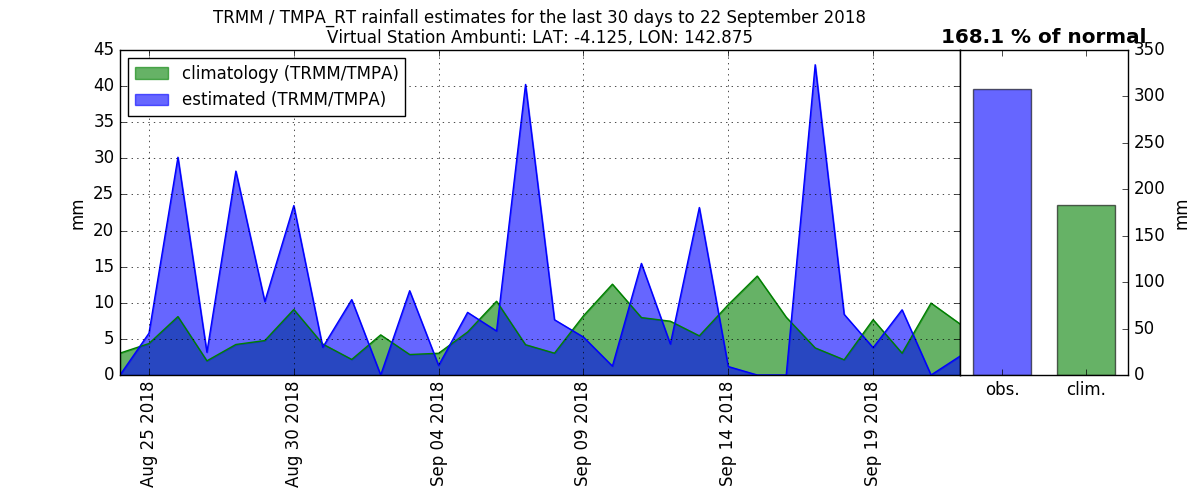 TRMM / TMPA_RT rainfall estimates for the last 30 days to 22 September 2018
Virtual Station Ambunti: LAT: -4.125, LON: 142.875
168.1 % of normal
climatology (TRMM/TMPA)
estimated (TRMM/TMPA)
45
40
35
30
25
20
15
10
5
0
mm
Aug 25 2018
Aug 30 2018
Sep 04 2018
Sep 09 2018
Sep 14 2018
Sep 19 2018
350
300
250
200
150
100
50
0
mm
obs.
clim.